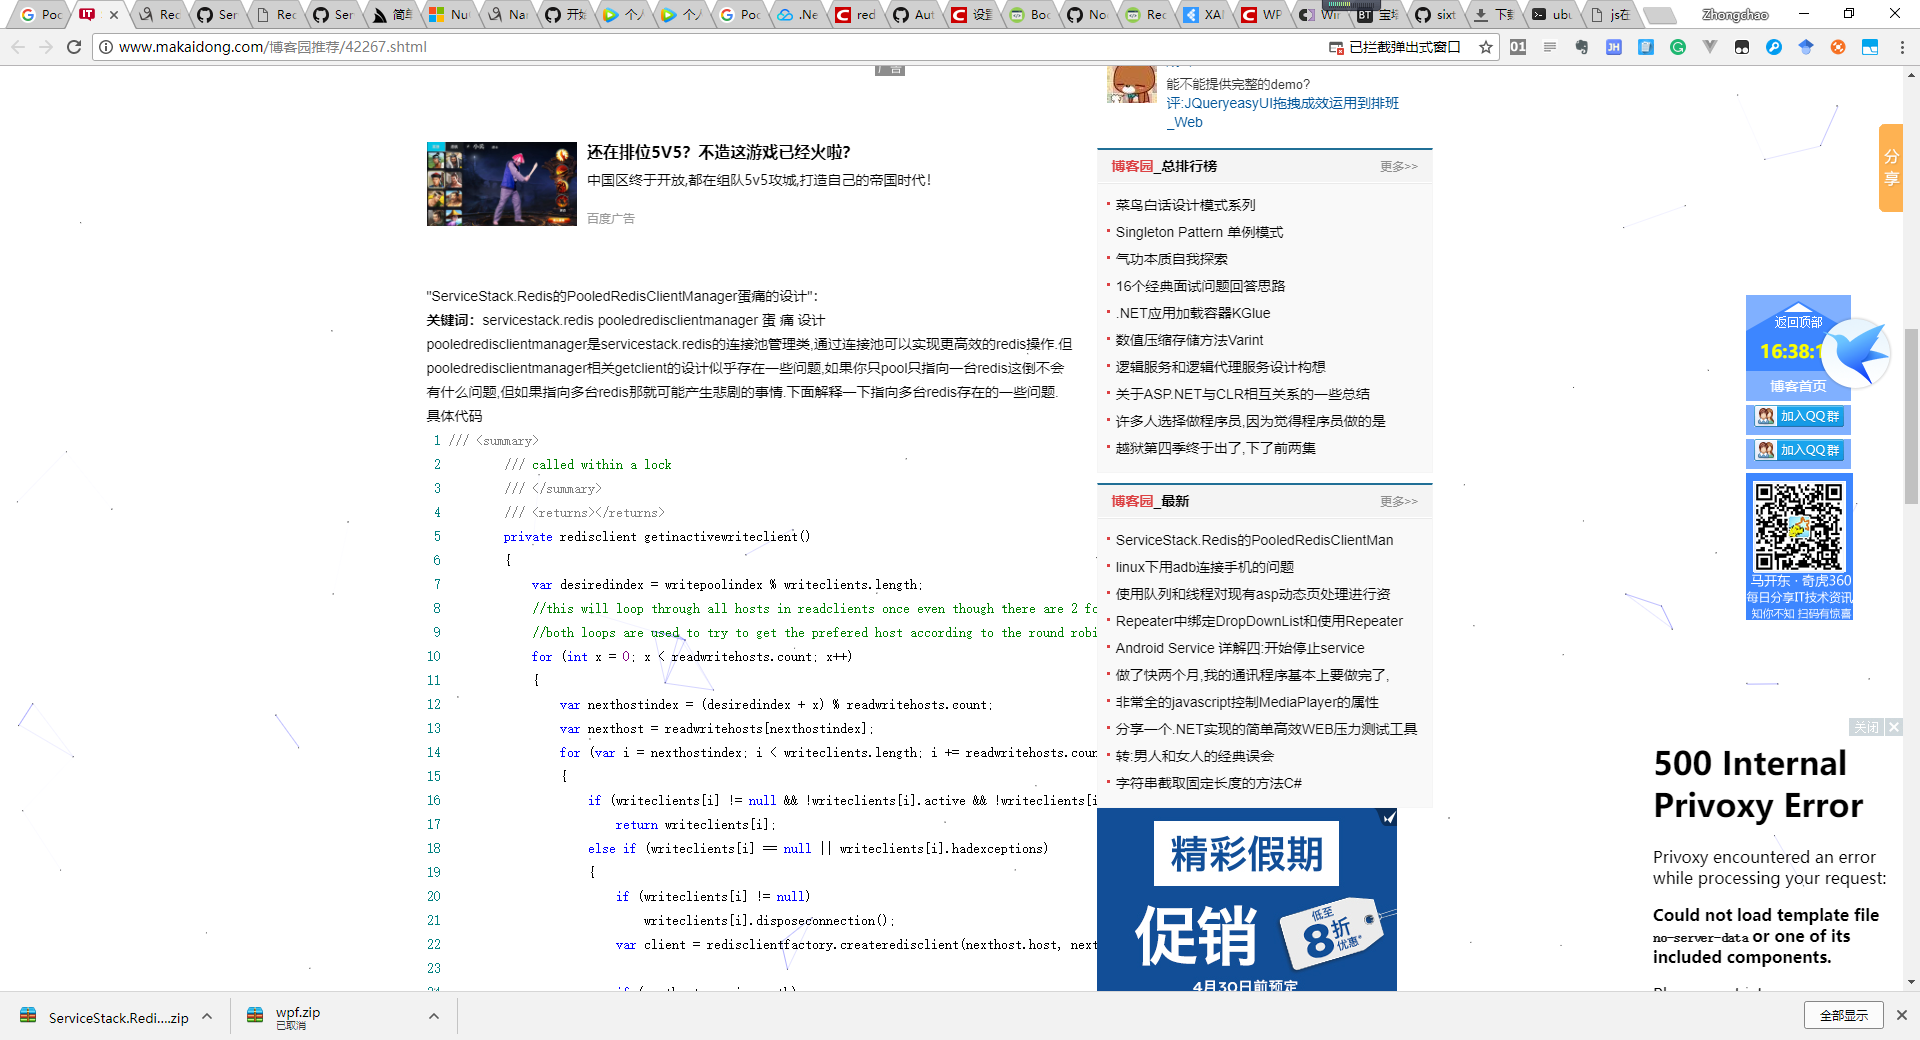 Poc
IT
Rec
Ser
Rec
Ser
简单
Nu
Nar
开始
个人
个人
Poc
.Ne
red
Aut
设置
Boo
No
Rec
XA
WP
Win
BT 宝塔
sixt
下载
ubu
js在
Zhongchao
www.makaidong.com/博客园推荐/42267.shtml
已拦截弹出式窗口
广告
能不能提供完整的demo?
评:JQueryeasyUI拖拽成效运用到排班
_Web
还在排位5V5? 不造这游戏已经火啦?
中国区终于开放,都在组队5v5攻城,打造自己的帝国时代!
百度广告
"ServiceStack.Redis的PooledRedisClientManager蛋痛的设计":
关键词: servicestack.redis pooledredisclientmanager 蛋 痛 设计
pooledredisclientmanager是servicestack.redis的连接池管理类,通过连接池可以实现更高效的redis操作.但
pooledredisclientmanager相关getclient的设计似乎存在一些问题,如果你只pool只指向一台redis这倒不会
有什么问题,但如果指向多台redis那就可能产生悲剧的事情.下面解释一下指向多台redis存在的一些问题.
具体代码
1 /// <summary>
2 /// called within a lock
3 /// </summary>
4 /// <returns></returns>
5 private redisclient getinactivewriteclient()
6 {
7 var desiredindex = writepoolindex % writeclients.length;
8 //this will loop through all hosts in readclients once even though there are 2 fo
9 //both loops are used to try to get the prefered host according to the round robi
10 for (int x = 0; x < readwritehosts.count; x++)
11 {
12 var nexthostindex = (desiredindex + x) % readwritehosts.count;
13 var nexthost = readwritehosts[nexthostindex];
14 for (var i = nexthostindex; i < writeclients.length; i += readwritehosts.coun
15 {
16 if (writeclients[i] != null && !writeclients[i].active && !writeclients[i
17 return writeclients[i];
18 else if (writeclients[i] == null || writeclients[i].hadexceptions)
19 {
20 if (writeclients[i] != null)
21 writeclients[i].disposeconnection();
22 var client = redisclientfactory.createredisclient(nexthost.host, next
23
博客园_总排行榜 更多>>
菜鸟白话设计模式系列
Singleton Pattern 单例模式
气功本质自我探索
16个经典面试问题回答思路
.NET应用加载容器KGlue
数值压缩存储方法Varint
逻辑服务和逻辑代理服务设计构想
关于ASP.NET与CLR相互关系的一些总结
许多人选择做程序员,因为觉得程序员做的是
越狱第四季终于出了,下了前两集
博客园_最新 更多>>
ServiceStack.Redis的PooledRedisClientMan
linux下用adb连接手机的问题
使用队列和线程对现有asp动态页处理进行资
Repeater中绑定DropDownList和使用Repeater
Android Service 详解四:开始停止service
做了快两个月,我的通讯程序基本上要做完了,
非常全的javascript控制MediaPlayer的属性
分享一个.NET实现的简单高效WEB压力测试工具
转:男人和女人的经典误会
字符串截取固定长度的方法C#
精彩假期
促销
低至
8折
优惠*
4月30日前预定
分享
返回顶部
16:38:1
博客首页
加入QQ群
加入QQ群
马开东 · 奇虎360
每日分享IT技术资讯
知你不知 扫码有惊喜
关闭
500 Internal
Privoxy Error
Privoxy encountered an error
while processing your request:
Could not load template file
no-server-data or one of its
included components.
ServiceStack.Redi....zip
wpf.zip
已取消
全部显示